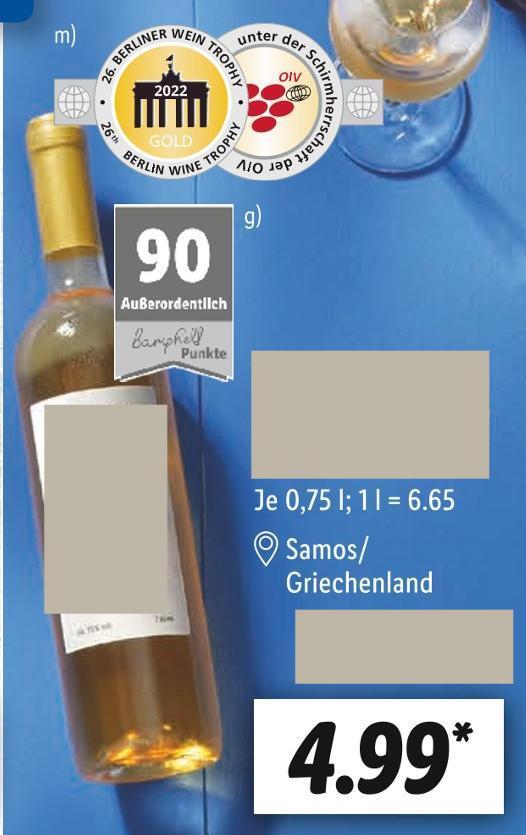 m)
26. BERLINER WEIN TROPHY
2022
GOLD
26th BERLIN WINE TROPHY
unter der Schirmherrschaft der OIV
OIV
g)
90
Außerordentlich
Punkte
Je 0,75 l; 1 l = 6.65
Samos/
Griechenland
4.99*